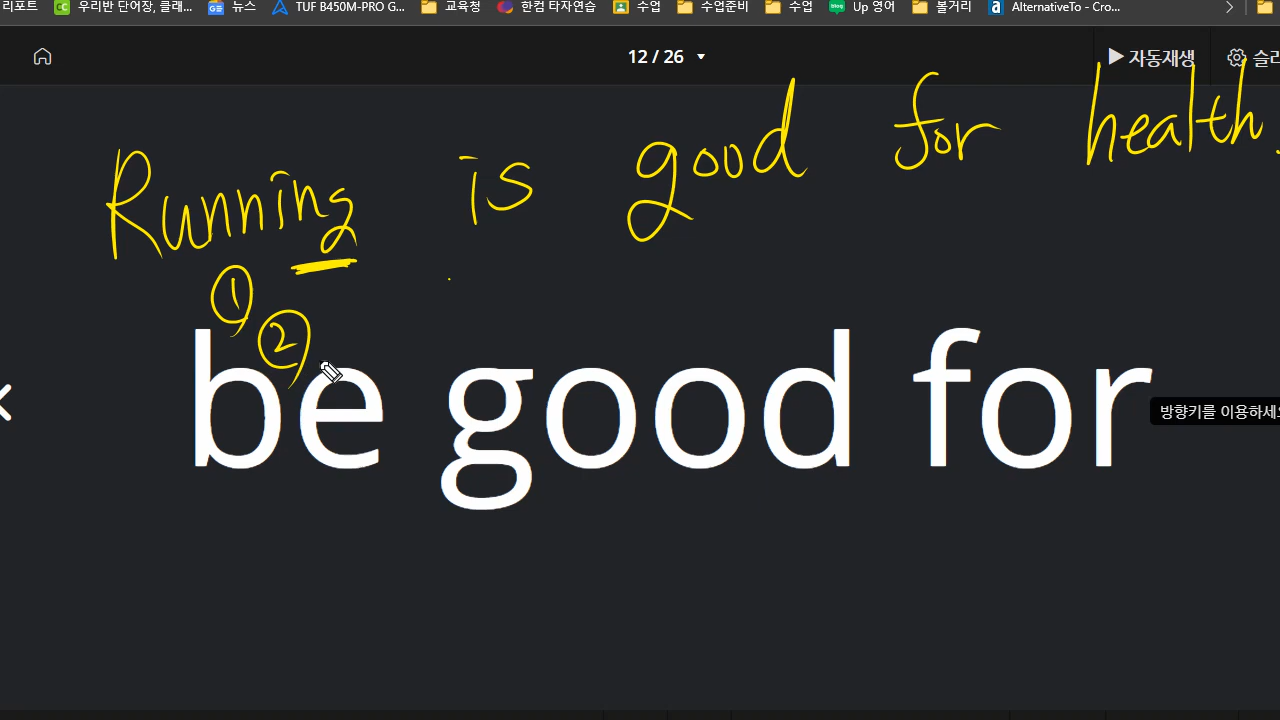 리포트 우리반 단어장, 클래... 뉴스 TUF B450M-PRO G... 교육청 한컴 타자연습 수업 수업준비 수업 Up 영어 볼거리 AlternativeTo - Cro...
12 / 26 자동재생 슬라
Running is good for health.
① ②
be good for
방향키를 이용하세요